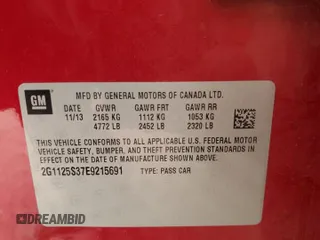 GM
MFD BY GENERAL MOTORS OF CANADA LTD.
DATE GVWR GAWR FRT GAWR RR
11/13 2165 KG 1112 KG 1053 KG
4772 LB 2452 LB 2320 LB
THIS VEHICLE CONFORMS TO ALL APPLICABLE U.S. FEDERAL MOTOR
VEHICLE SAFETY, BUMPER, AND THEFT PREVENTION STANDARDS IN
EFFECT ON THE DATE OF MANUFACTURE SHOWN ABOVE.
2G1125S37E9215691 TYPE: PASS CAR
BidInfo